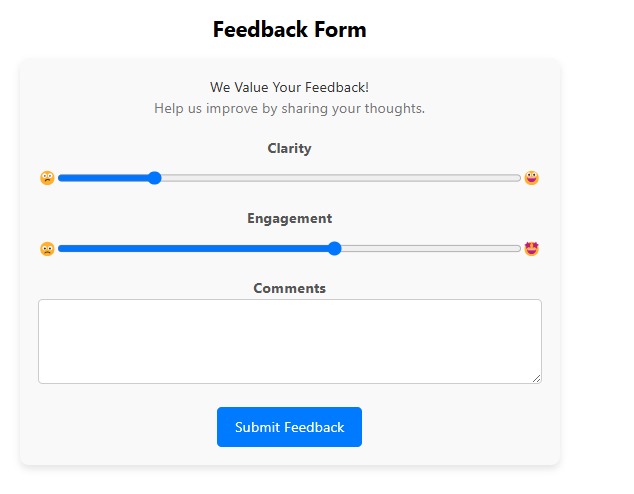 Feedback Form
We Value Your Feedback!
Help us improve by sharing your thoughts.
Clarity
Engagement
Comments
Submit Feedback